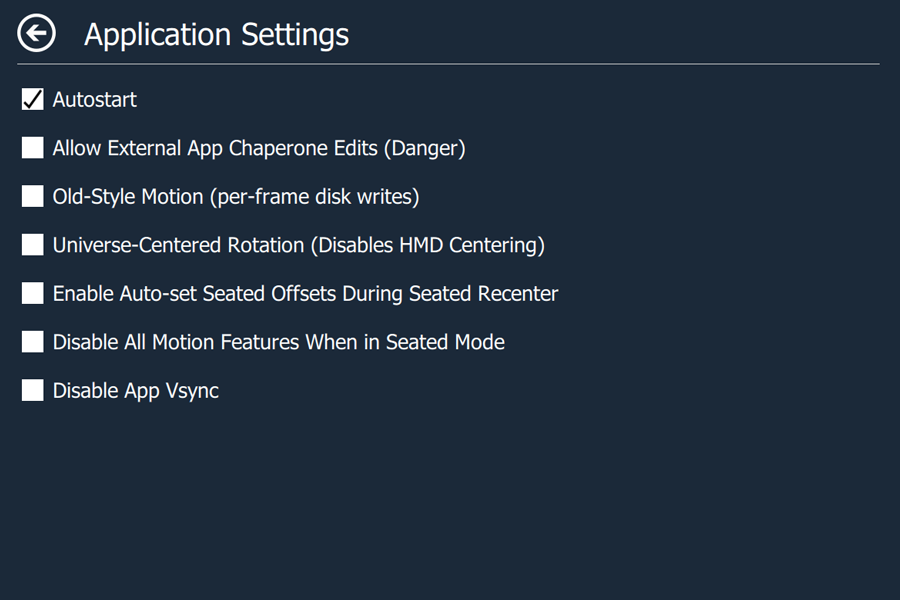 Application Settings
Autostart
Allow External App Chaperone Edits (Danger)
Old-Style Motion (per-frame disk writes)
Universe-Centered Rotation (Disables HMD Centering)
Enable Auto-set Seated Offsets During Seated Recenter
Disable All Motion Features When in Seated Mode
Disable App Vsync